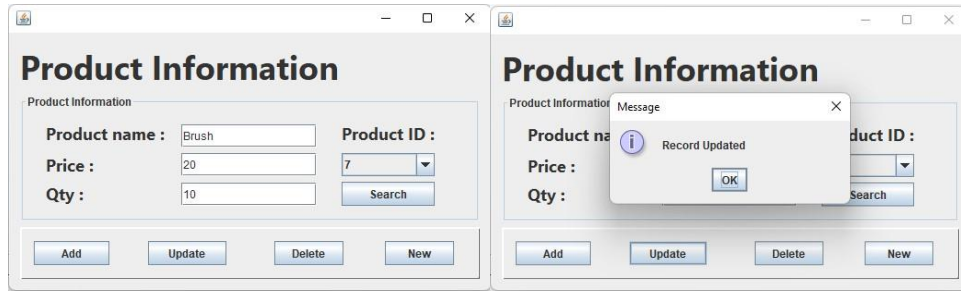 Product Information
Product Information
Product name : Brush Product ID :
Price : 20 7
Qty : 10 Search
Add Update Delete New
Product Information
Product Information
Message
Product na duct ID :
Record Updated
Price :
OK
Qty : Search
Add Update Delete New